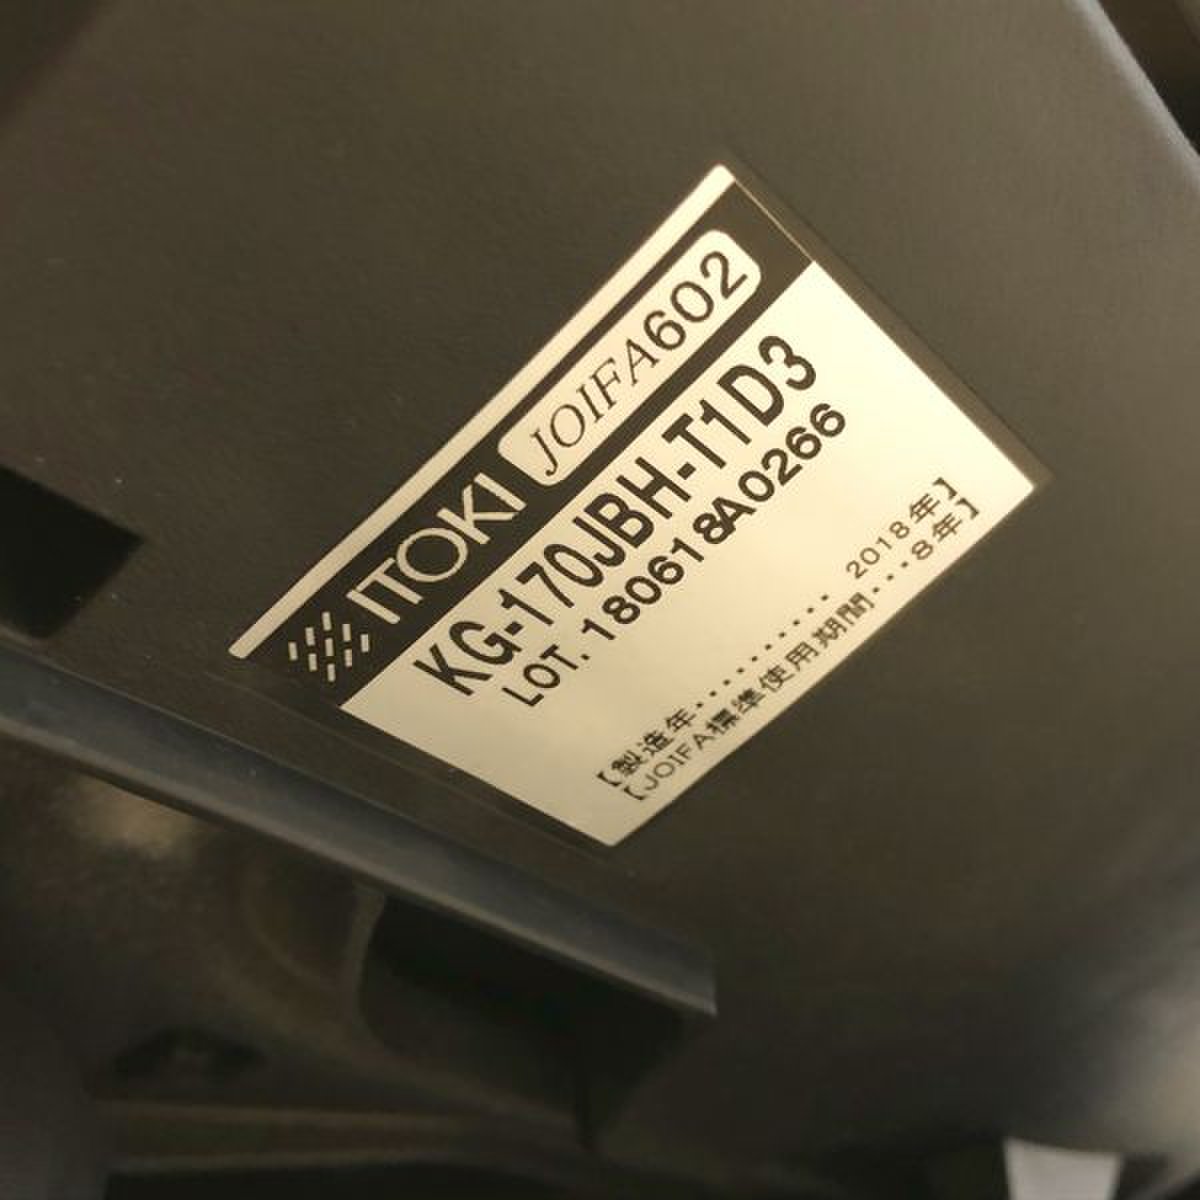 ITOKI JOIFA602
KG-170JBH-T1D3
LOT. 180618A0266
【製造年・・・・・・・・・・ 2018年】
【JOIFA標準使用期間・・・8年】